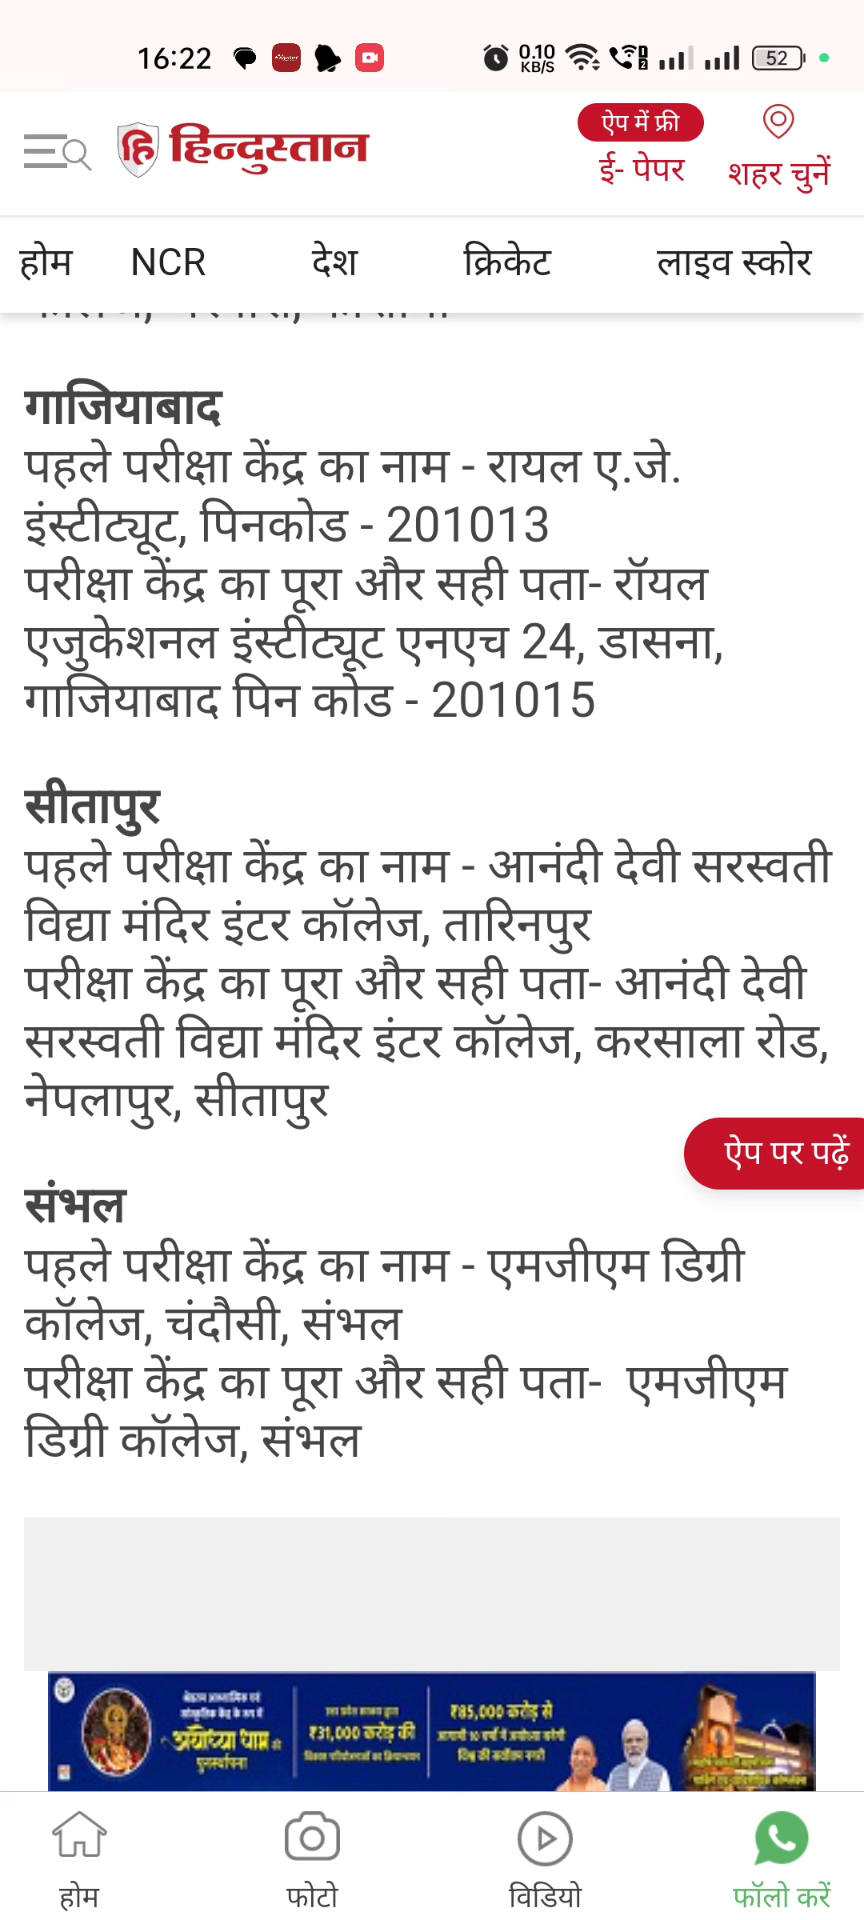 16:22
0.10
KB/S
52
हिन्दुस्तान
ऐप में फ्री
ई- पेपर
शहर चुनें
होम NCR देश क्रिकेट लाइव स्कोर
गाजियाबाद
पहले परीक्षा केंद्र का नाम - रायल ए.जे.
इंस्टीट्यूट, पिनकोड - 201013
परीक्षा केंद्र का पूरा और सही पता- रॉयल
एजुकेशनल इंस्टीट्यूट एनएच 24, डासना,
गाजियाबाद पिन कोड - 201015
सीतापुर
पहले परीक्षा केंद्र का नाम - आनंदी देवी सरस्वती
विद्या मंदिर इंटर कॉलेज, तारिनपुर
परीक्षा केंद्र का पूरा और सही पता- आनंदी देवी
सरस्वती विद्या मंदिर इंटर कॉलेज, करसाला रोड,
नेपलापुर, सीतापुर
ऐप पर पढ़ें
संभल
पहले परीक्षा केंद्र का नाम - एमजीएम डिग्री
कॉलेज, चंदौसी, संभल
परीक्षा केंद्र का पूरा और सही पता- एमजीएम
डिग्री कॉलेज, संभल
अयोध्या धाम
₹31,000 करोड़ की
₹85,000 करोड़ से
होम फोटो विडियो फॉलो करें